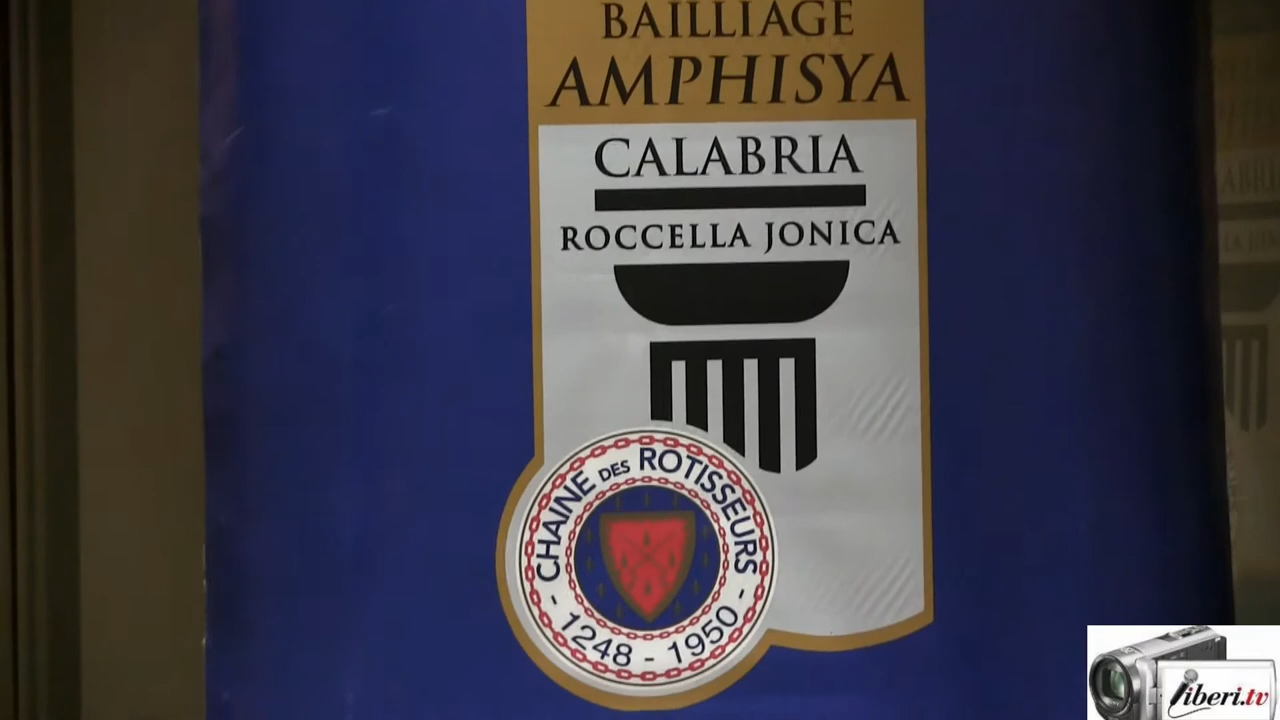 BAILLIAGE
AMPHISYA
CALABRIA
ROCCELLA JONICA
CHAINE DES ROTISSEURS
- 1248 - 1950 -
liberi.tv